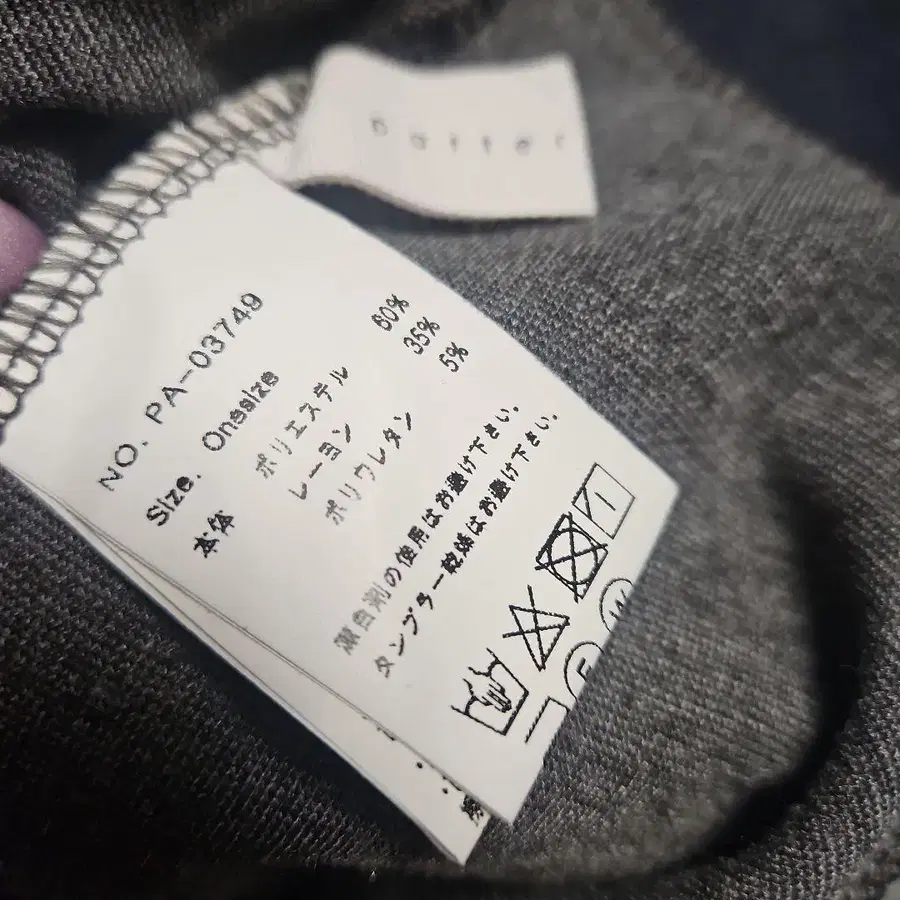 NO. PA-03749
Size. Onesize
本体 ポリエステル 60%
レーヨン 35%
ポリウレタン 5%
漂白剤の使用はお避け下さい。
タンブラー乾燥はお避け下さい。
F
W